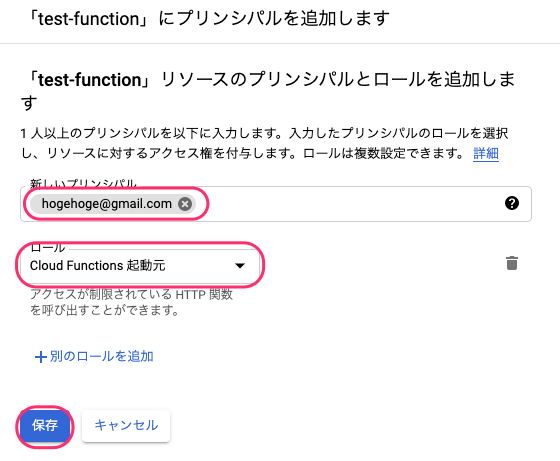 「test-function」にプリンシパルを追加します
「test-function」リソースのプリンシパルとロールを追加しま
す
1 人以上のプリンシパルを以下に入力します。入力したプリンシパルのロールを選択
し、リソースに対するアクセス権を付与します。ロールは複数設定できます。 詳細
新しいプリンシパル
hogehoge@gmail.com
ロール
Cloud Functions 起動元
アクセスが制限されている HTTP 関数
を呼び出すことができます。
+別のロールを追加
保存 キャンセル